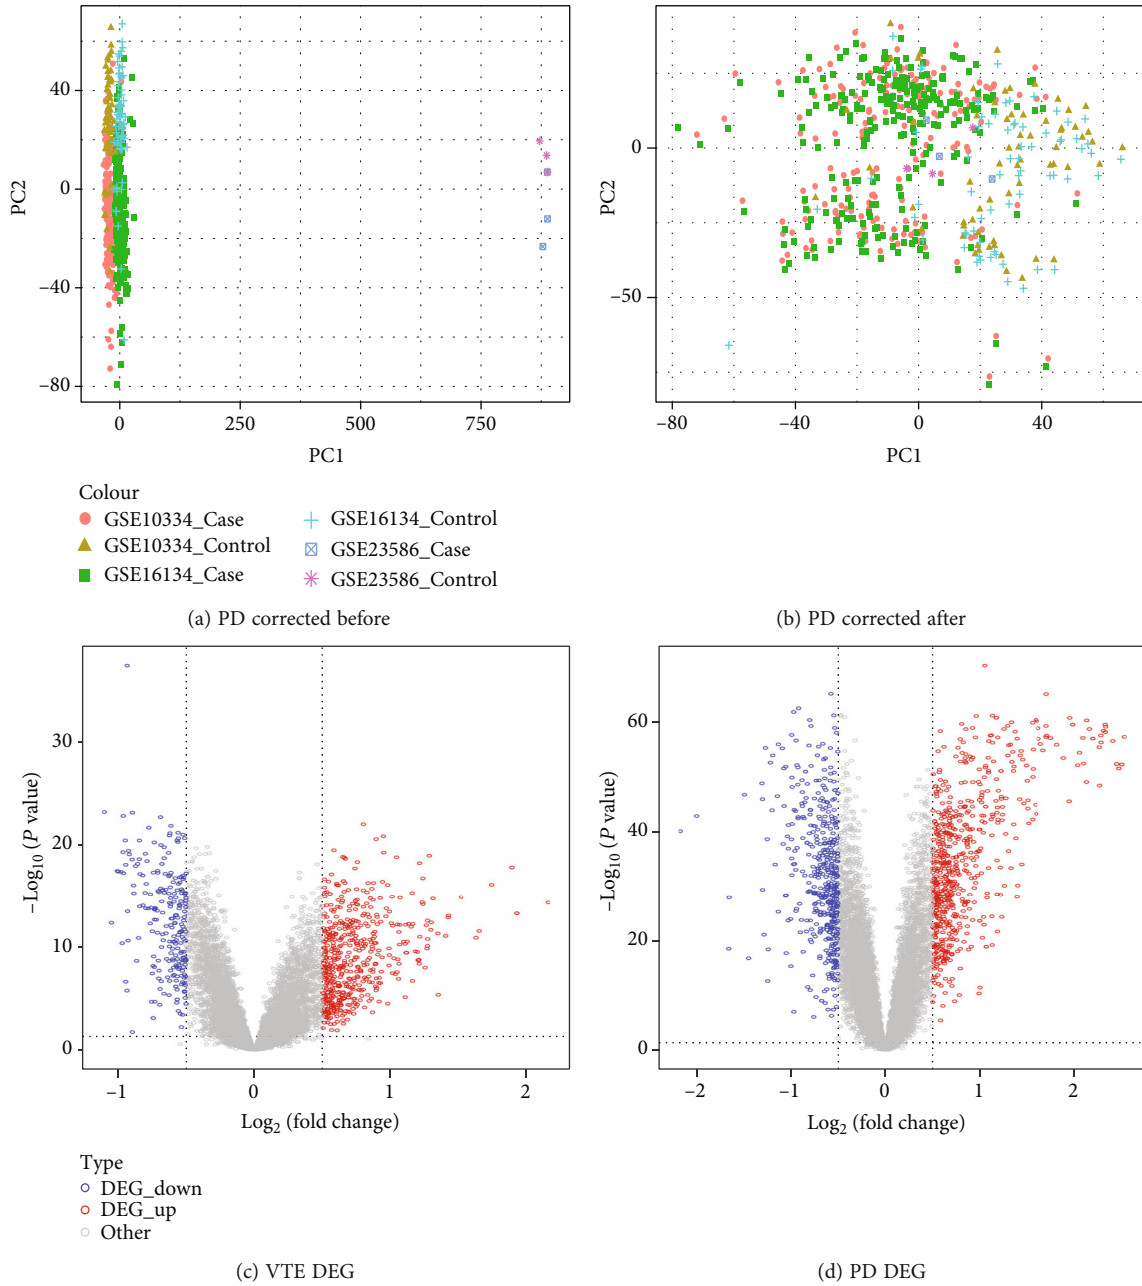 40
0
−40
−80
PC2
0
250
500
750
PC1
0
−50
PC2
−80
−40
0
40
PC1
Colour
GSE10334_Case
GSE10334_Control
GSE16134_Case
GSE16134_Control
GSE23586_Case
GSE23586_Control
(a) PD corrected before
(b) PD corrected after
30
20
10
0
−Log10 (P value)
−1
0
1
2
Log2 (fold change)
60
40
20
0
−Log10 (P value)
−2
−1
0
1
2
Log2 (fold change)
Type
DEG_down
DEG_up
Other
(c) VTE DEG
(d) PD DEG